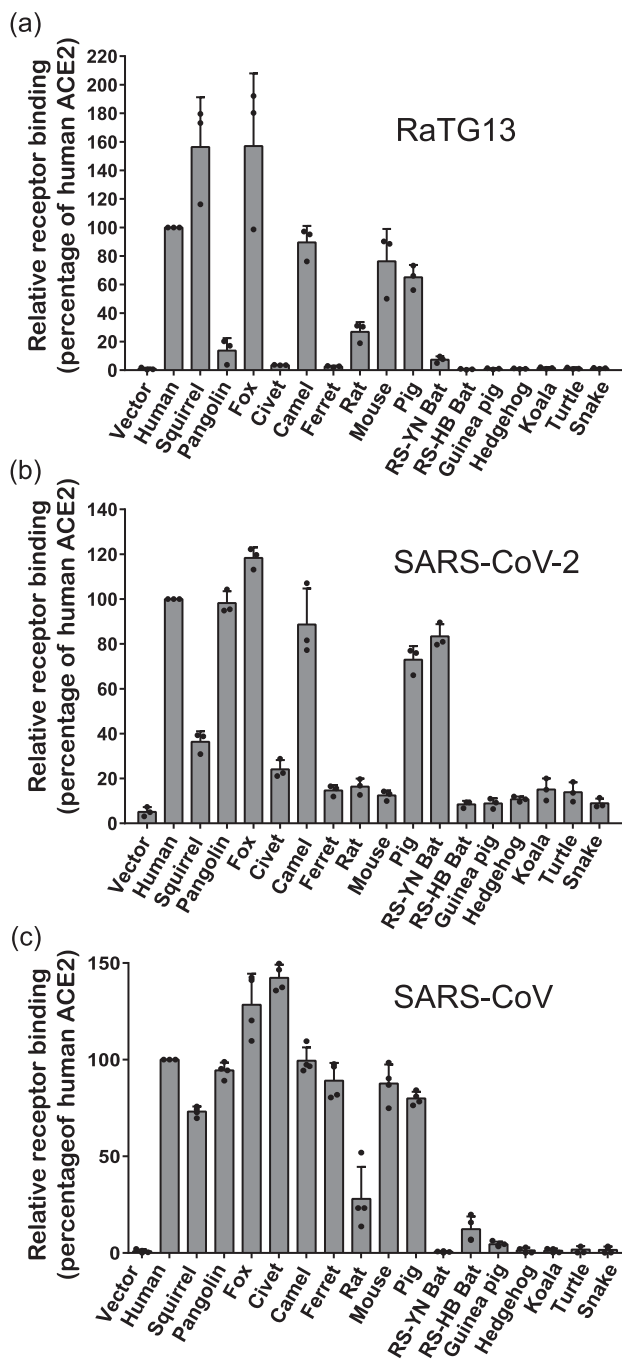 (a)
Relative receptor binding
(percentage of human ACE2)
220
200
180
160
140
120
100
80
60
40
20
0
RaTG13
Vector
Human
Squirrel
Pangolin
Fox
Civet
Camel
Ferret
Rat
Mouse
Pig
RS-YN Bat
RS-HB Bat
Guinea pig
Hedgehog
Koala
Turtle
Snake
(b)
Relative receptor binding
(percentage of human ACE2)
140
120
100
80
60
40
20
0
SARS-CoV-2
Vector
Human
Squirrel
Pangolin
Fox
Civet
Camel
Ferret
Rat
Mouse
Pig
RS-YN Bat
RS-HB Bat
Guinea pig
Hedgehog
Koala
Turtle
Snake
(c)
Relative receptor binding
(percentageof human ACE2)
150
100
50
0
SARS-CoV
Vector
Human
Squirrel
Pangolin
Fox
Civet
Camel
Ferret
Rat
Mouse
Pig
RS-YN Bat
RS-HB Bat
Guinea pig
Hedgehog
Koala
Turtle
Snake